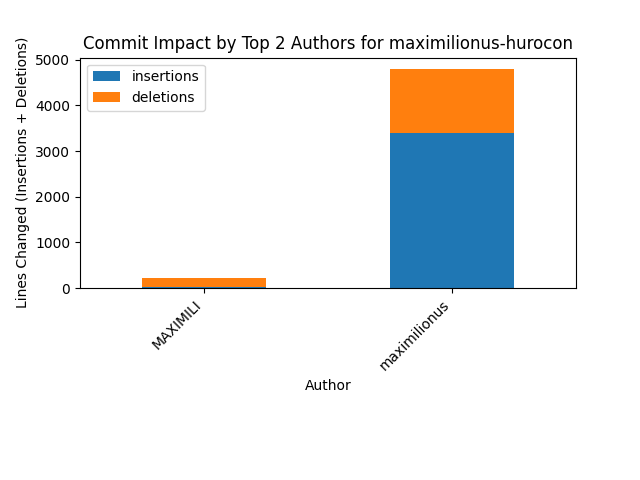 Commit Impact by Top 2 Authors for maximilionus-hurocon
Lines Changed (Insertions + Deletions)
5000
4000
3000
2000
1000
0
insertions
deletions
MAXIMILI
maximilionus
Author